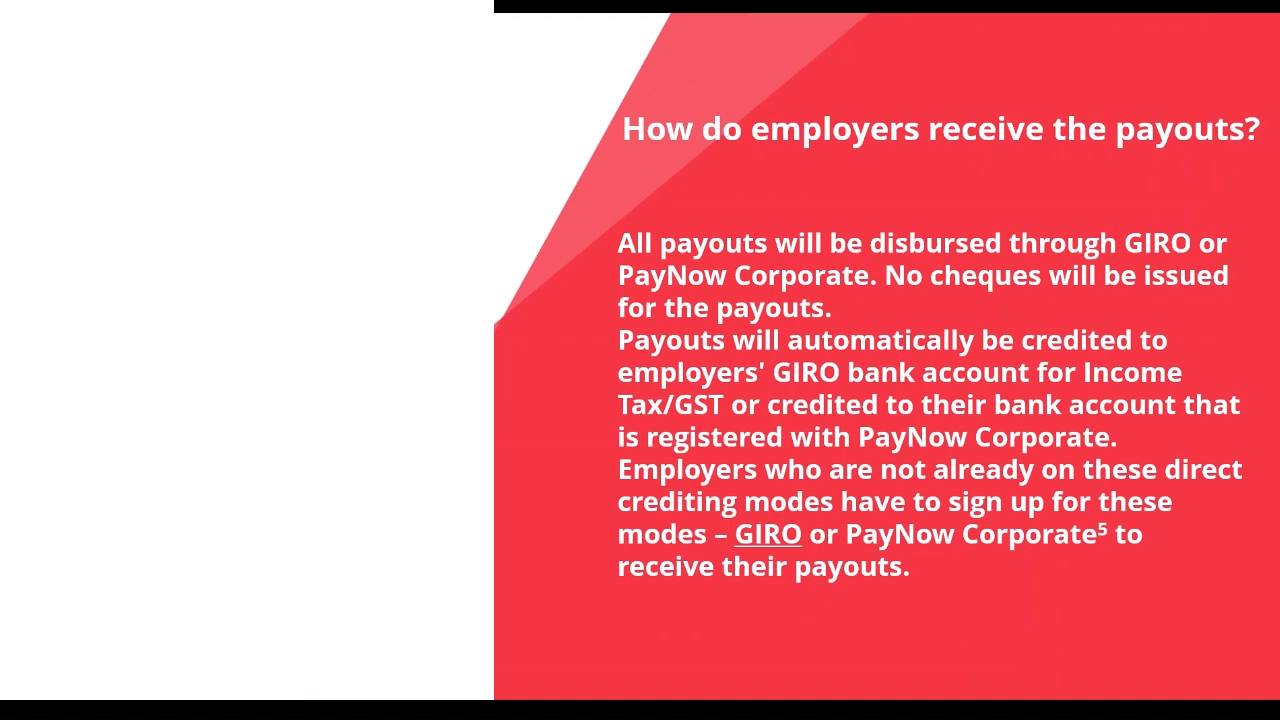 How do employers receive the payouts?
All payouts will be disbursed through GIRO or
PayNow Corporate. No cheques will be issued
for the payouts.
Payouts will automatically be credited to
employers' GIRO bank account for Income
Tax/GST or credited to their bank account that
is registered with PayNow Corporate.
Employers who are not already on these direct
crediting modes have to sign up for these
modes – GIRO or PayNow Corporate⁵ to
receive their payouts.